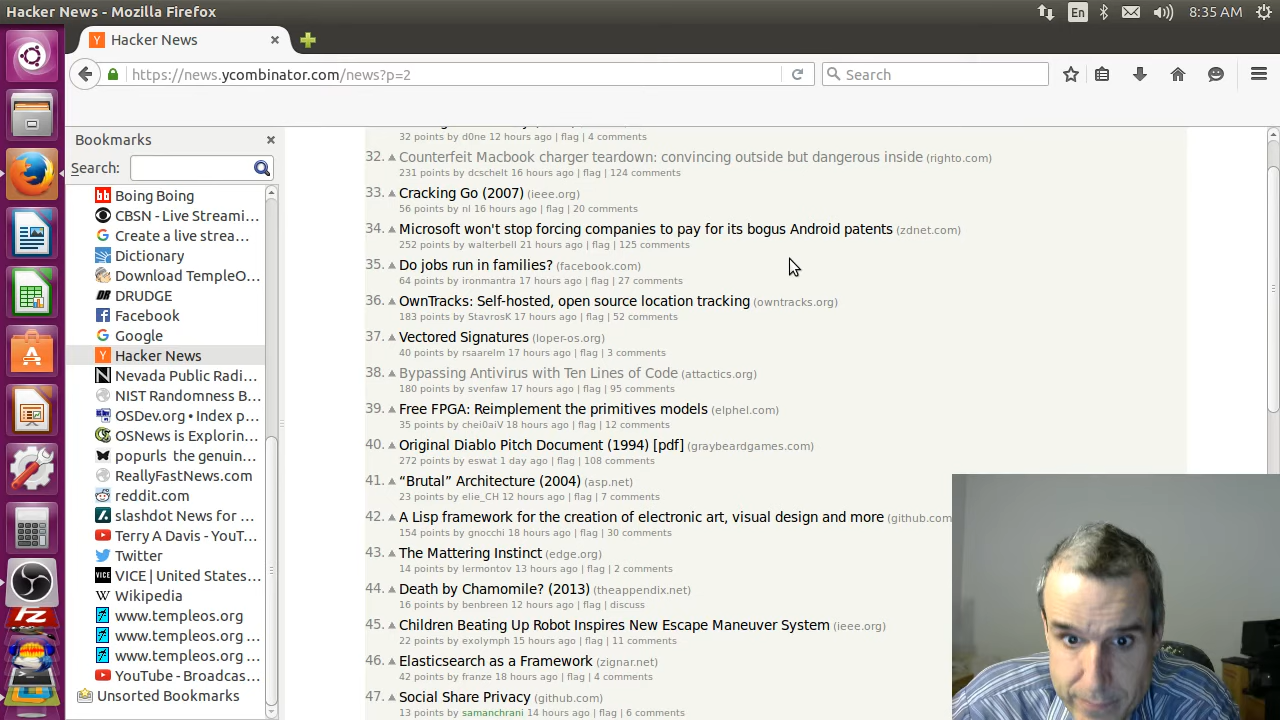 Hacker News - Mozilla Firefox
En
8:35 AM
Hacker News
https://news.ycombinator.com/news?p=2
Search
Bookmarks
Search:
Boing Boing
CBSN - Live Streami...
Create a live strea...
Dictionary
Download TempleO...
DRUDGE
Facebook
Google
Hacker News
Nevada Public Radi...
NIST Randomness B...
OSDev.org • Index p...
OSNews is Explorin...
popurls the genuin...
ReallyFastNews.com
reddit.com
slashdot News for ...
Terry A Davis - YouT...
Twitter
VICE | United States...
Wikipedia
www.templeos.org
www.templeos.org ...
www.templeos.org ...
YouTube - Broadcas...
Unsorted Bookmarks
32 points by d0ne 12 hours ago | flag | 4 comments
32. Counterfeit Macbook charger teardown: convincing outside but dangerous inside (righto.com)
231 points by dcschelt 16 hours ago | flag | 124 comments
33. Cracking Go (2007) (ieee.org)
56 points by nl 16 hours ago | flag | 20 comments
34. Microsoft won't stop forcing companies to pay for its bogus Android patents (zdnet.com)
252 points by walterbell 21 hours ago | flag | 125 comments
35. Do jobs run in families? (facebook.com)
64 points by ironmantra 17 hours ago | flag | 27 comments
36. OwnTracks: Self-hosted, open source location tracking (owntracks.org)
183 points by StavrosK 17 hours ago | flag | 52 comments
37. Vectored Signatures (loper-os.org)
40 points by rsaarelm 17 hours ago | flag | 3 comments
38. Bypassing Antivirus with Ten Lines of Code (attactics.org)
180 points by svenfaw 17 hours ago | flag | 95 comments
39. Free FPGA: Reimplement the primitives models (elphel.com)
35 points by chei0aiV 18 hours ago | flag | 12 comments
40. Original Diablo Pitch Document (1994) [pdf] (graybeardgames.com)
272 points by eswat 1 day ago | flag | 108 comments
41. “Brutal” Architecture (2004) (asp.net)
23 points by elie_CH 12 hours ago | flag | 7 comments
42. A Lisp framework for the creation of electronic art, visual design and more (github.com
154 points by gnocchi 18 hours ago | flag | 30 comments
43. The Mattering Instinct (edge.org)
14 points by lermontov 13 hours ago | flag | 2 comments
44. Death by Chamomile? (2013) (theappendix.net)
16 points by benbreen 12 hours ago | flag | discuss
45. Children Beating Up Robot Inspires New Escape Maneuver System (ieee.org)
22 points by exolymph 15 hours ago | flag | 11 comments
46. Elasticsearch as a Framework (zignar.net)
42 points by franze 18 hours ago | flag | 4 comments
47. Social Share Privacy (github.com)
13 points by samanchrani 14 hours ago | flag | 6 comments